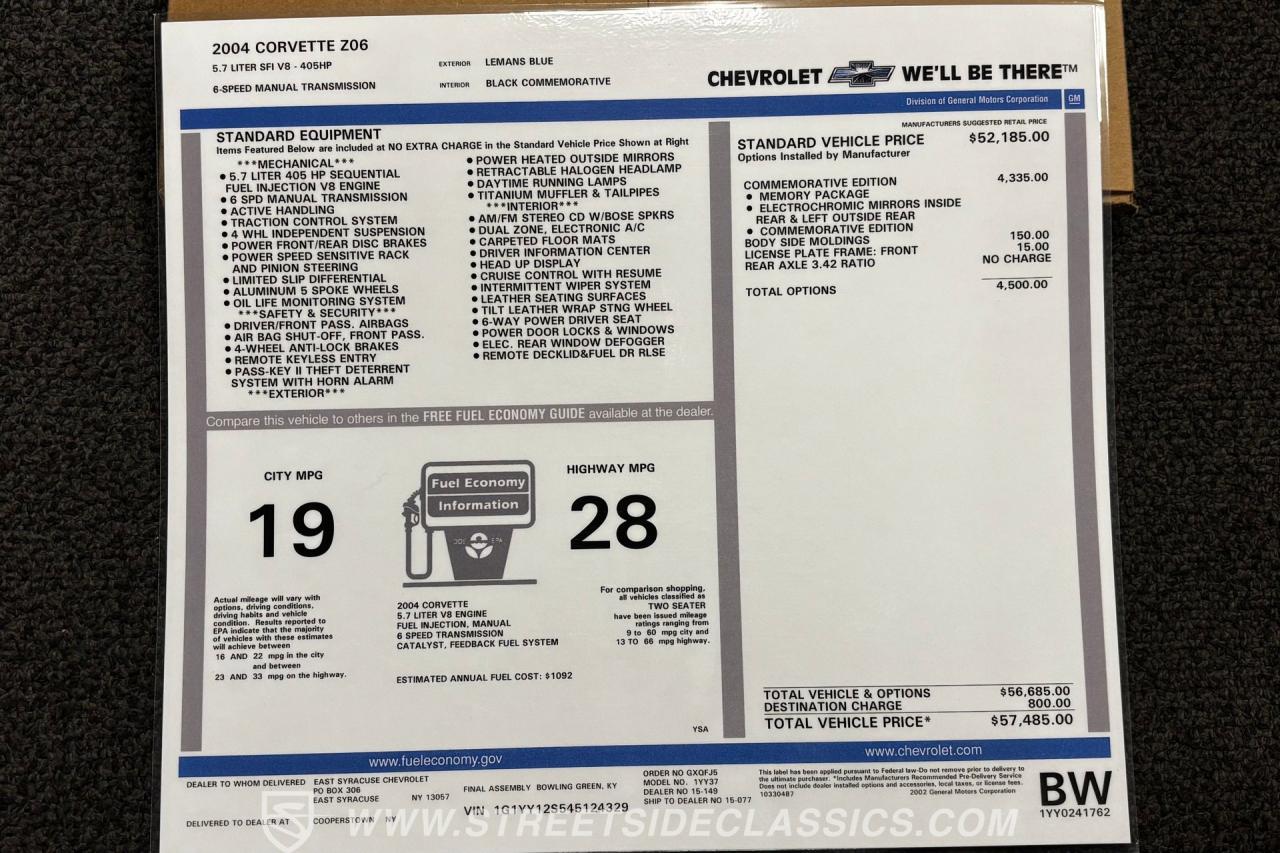 2004 CORVETTE Z06
5.7 LITER SFI V8 - 405HP
6-SPEED MANUAL TRANSMISSION
EXTERIOR LEMANS BLUE
INTERIOR BLACK COMMEMORATIVE
CHEVROLET WE'LL BE THERE™
Division of General Motors Corporation GM
STANDARD EQUIPMENT
Items Featured Below are included at NO EXTRA CHARGE in the Standard Vehicle Price Shown at Right
***MECHANICAL***
• 5.7 LITER 405 HP SEQUENTIAL
FUEL INJECTION V8 ENGINE
• 6 SPD MANUAL TRANSMISSION
• ACTIVE HANDLING
• TRACTION CONTROL SYSTEM
• 4 WHL INDEPENDENT SUSPENSION
• POWER FRONT/REAR DISC BRAKES
• POWER SPEED SENSITIVE RACK
AND PINION STEERING
• LIMITED SLIP DIFFERENTIAL
• ALUMINUM 5 SPOKE WHEELS
• OIL LIFE MONITORING SYSTEM
***SAFETY & SECURITY***
• DRIVER/FRONT PASS. AIRBAGS
• AIR BAG SHUT-OFF, FRONT PASS.
• 4-WHEEL ANTI-LOCK BRAKES
• REMOTE KEYLESS ENTRY
• PASS-KEY II THEFT DETERRENT
SYSTEM WITH HORN ALARM
***EXTERIOR***
• POWER HEATED OUTSIDE MIRRORS
• RETRACTABLE HALOGEN HEADLAMP
• DAYTIME RUNNING LAMPS
• TITANIUM MUFFLER & TAILPIPES
***INTERIOR***
• AM/FM STEREO CD W/BOSE SPKRS
• DUAL ZONE, ELECTRONIC A/C
• CARPETED FLOOR MATS
• DRIVER INFORMATION CENTER
• HEAD UP DISPLAY
• CRUISE CONTROL WITH RESUME
• INTERMITTENT WIPER SYSTEM
• LEATHER SEATING SURFACES
• TILT LEATHER WRAP STNG WHEEL
• 6-WAY POWER DRIVER SEAT
• POWER DOOR LOCKS & WINDOWS
• ELEC. REAR WINDOW DEFOGGER
• REMOTE DECKLID&FUEL DR RLSE
MANUFACTURERS SUGGESTED RETAIL PRICE
STANDARD VEHICLE PRICE $52,185.00
Options Installed by Manufacturer
COMMEMORATIVE EDITION 4,335.00
• MEMORY PACKAGE
• ELECTROCHROMIC MIRRORS INSIDE
REAR & LEFT OUTSIDE REAR
• COMMEMORATIVE EDITION
BODY SIDE MOLDINGS 150.00
LICENSE PLATE FRAME: FRONT 15.00
REAR AXLE 3.42 RATIO NO CHARGE
TOTAL OPTIONS 4,500.00
Compare this vehicle to others in the FREE FUEL ECONOMY GUIDE available at the dealer.
CITY MPG
19
Fuel Economy
Information
DOE EPA
HIGHWAY MPG
28
Actual mileage will vary with
options, driving conditions,
driving habits and vehicle
condition. Results reported to
EPA indicate that the majority
of vehicles with these estimates
will achieve between
16 AND 22 mpg in the city
and between
23 AND 33 mpg on the highway.
2004 CORVETTE
5.7 LITER V8 ENGINE
FUEL INJECTION, MANUAL
6 SPEED TRANSMISSION
CATALYST, FEEDBACK FUEL SYSTEM
ESTIMATED ANNUAL FUEL COST: $1092
For comparison shopping,
all vehicles classified as
TWO SEATER
have been issued mileage
ratings ranging from
9 to 60 mpg city and
13 TO 66 mpg highway.
YSA
TOTAL VEHICLE & OPTIONS $56,685.00
DESTINATION CHARGE 800.00
TOTAL VEHICLE PRICE* $57,485.00
www.fueleconomy.gov
www.chevrolet.com
DEALER TO WHOM DELIVERED EAST SYRACUSE CHEVROLET
PO BOX 306
EAST SYRACUSE NY 13057
DELIVERED TO DEALER AT COOPERSTOWN NY
FINAL ASSEMBLY BOWLING GREEN, KY
VIN 1G1YY12S545124329
ORDER NO GXQFJ5
MODEL NO. 1YY37
DEALER NO 15-149
SHIP TO DEALER NO 15-077
This label has been applied pursuant to Federal law-Do not remove prior to delivery to
the ultimate purchaser. *Includes Manufacturers Recommended Pre-Delivery Service
Does not include dealer installed options and accessories, local taxes, or license fees.
10330487 2002 General Motors Corporation
BW
1YY0241762
WWW.STREETSIDECLASSICS.COM